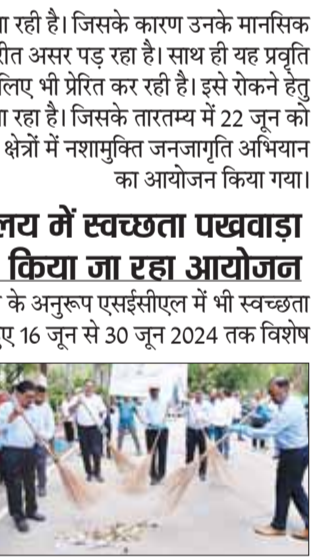 रही है। जिसके कारण उनके मानसिक
असर पड़ रहा है। साथ ही यह प्रवृति
लिए भी प्रेरित कर रही है। इसे रोकने हेतु
रहा है। जिसके तारतम्य में 22 जून को
क्षेत्रों में नशामुक्ति जनजागृति अभियान
का आयोजन किया गया।
में स्वच्छता पखवाड़ा
किया जा रहा आयोजन
के अनुरूप एसईसीएल में भी स्वच्छता
16 जून से 30 जून 2024 तक विशेष